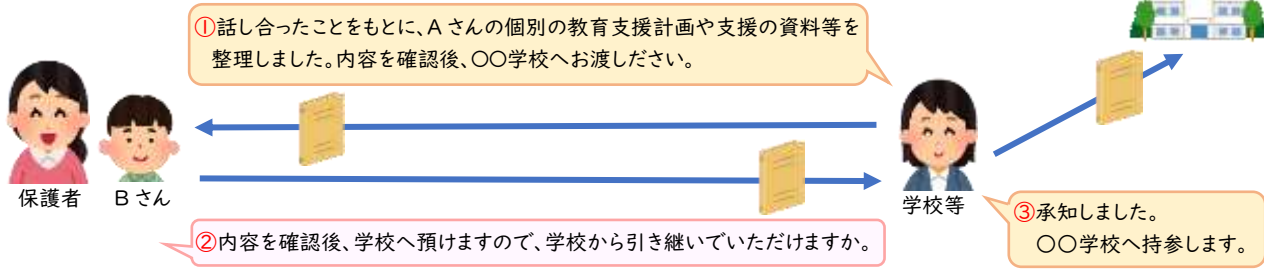 ①話し合ったことをもとに、Aさんの個別の教育支援計画や支援の資料等を
整理しました。内容を確認後、〇〇学校へお渡しださい。
保護者
Bさん
学校等
②内容を確認後、学校へ預けますので、学校から引き継いでいただけますか。
③承知しました。
〇〇学校へ持参します。